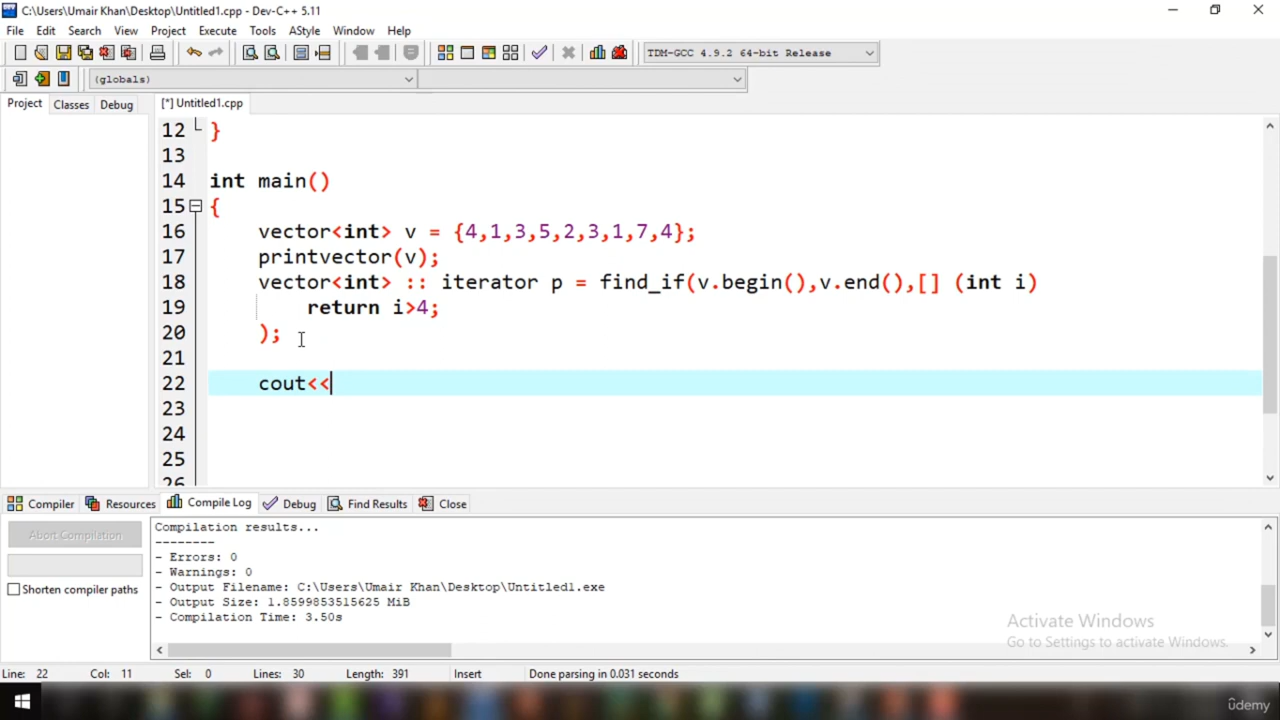 C:\Users\Umair Khan\Desktop\Untitled1.cpp - Dev-C++ 5.11
File Edit Search View Project Execute Tools AStyle Window Help
TDM-GCC 4.9.2 64-bit Release
(globals)
Project Classes Debug [*] Untitled1.cpp
12 }
13
14 int main()
15 {
16 vector<int> v = {4,1,3,5,2,3,1,7,4};
17 printvector(v);
18 vector<int> :: iterator p = find_if(v.begin(),v.end(),[] (int i)
19 return i>4;
20 );
21
22 cout<<
23
24
25
26
Compiler Resources Compile Log Debug Find Results Close
Abort Compilation
Shorten compiler paths
Compilation results...
--------
- Errors: 0
- Warnings: 0
- Output Filename: C:\Users\Umair Khan\Desktop\Untitled1.exe
- Output Size: 1.8599853515625 MiB
- Compilation Time: 3.50s
Activate Windows
Go to Settings to activate Windows.
Line: 22 Col: 11 Sel: 0 Lines: 30 Length: 391 Insert Done parsing in 0.031 seconds
ûdemy